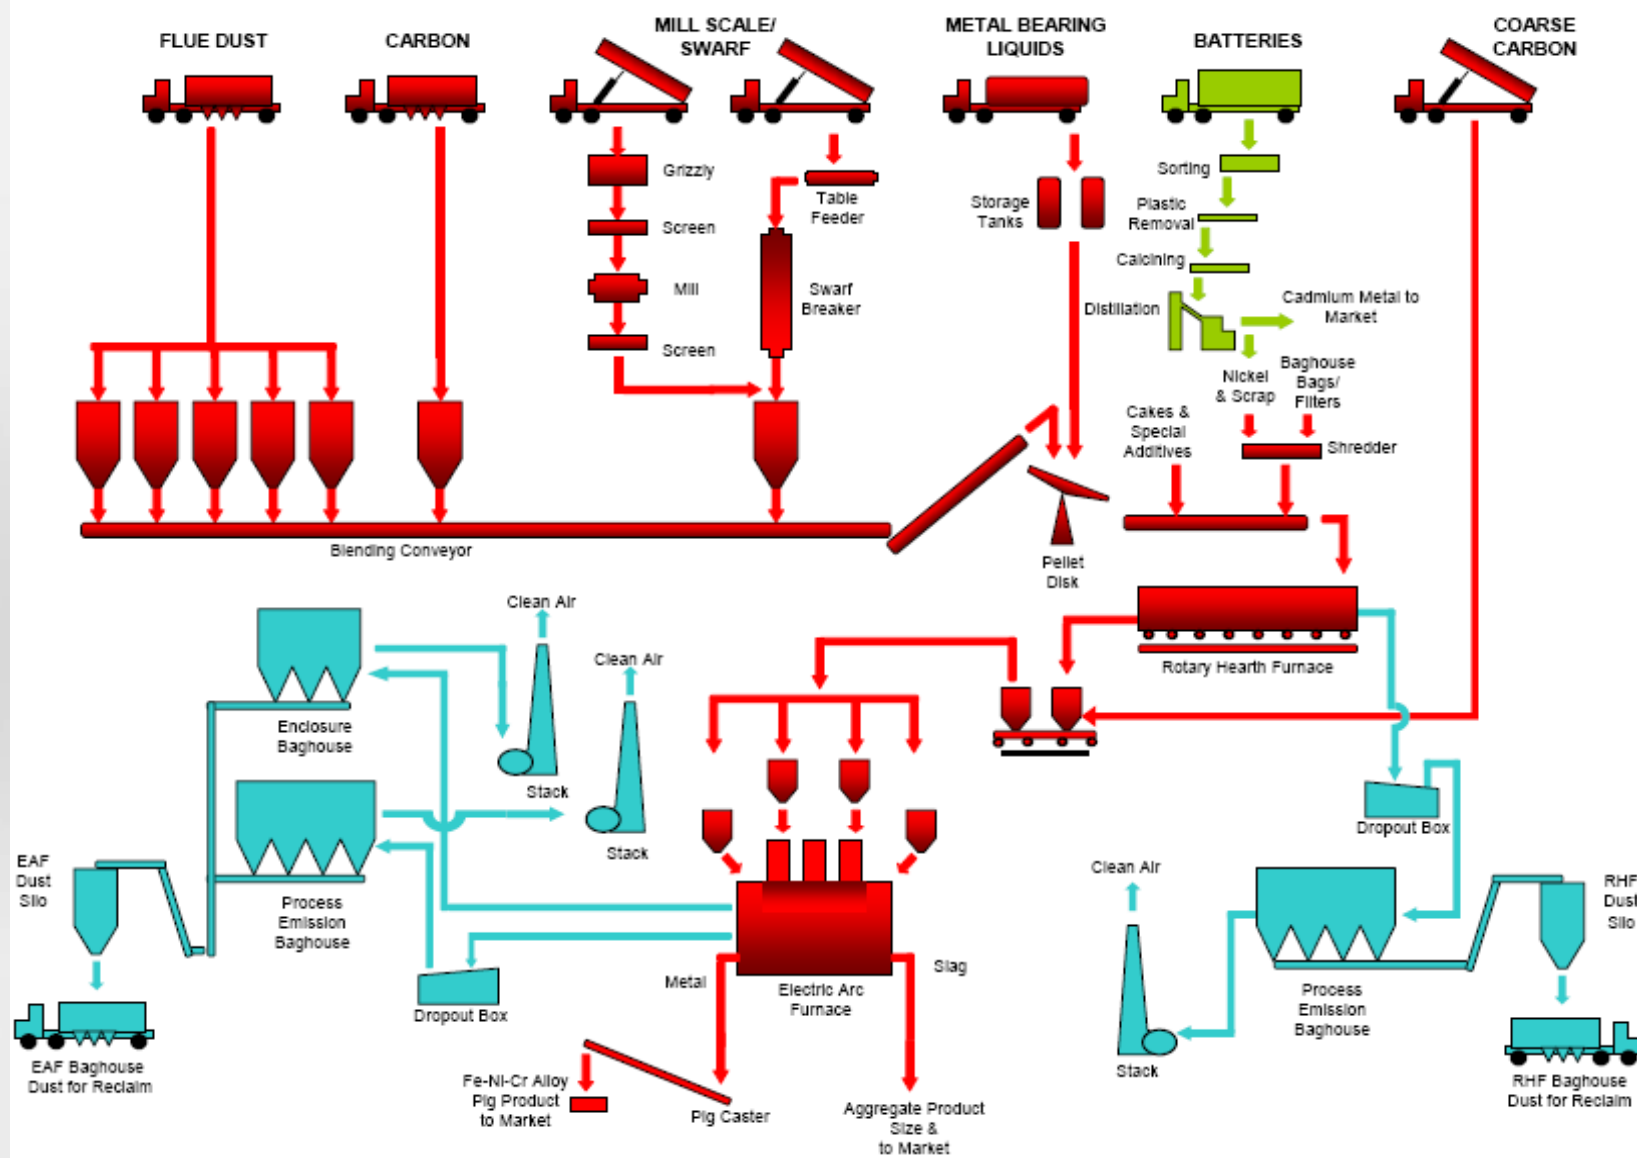 FLUE DUST
CARBON
MILL SCALE/
SWARF
METAL BEARING
LIQUIDS
BATTERIES
COARSE
CARBON
Grizzly
Screen
Mill
Screen
Table
Feeder
Swarf
Breaker
Storage
Tanks
Sorting
Plastic
Removal
Calcining
Distillation
Cadmium Metal to
Market
Nickel
& Scrap
Baghouse
Bags/
Filters
Cakes &
Special
Additives
Shredder
Blending Conveyor
Pellet
Disk
Rotary Hearth Furnace
Clean Air
Clean Air
Enclosure
Baghouse
Stack
Stack
EAF
Dust
Silo
Process
Emission
Baghouse
Dropout Box
EAF Baghouse
Dust for Reclaim
Metal
Slag
Electric Arc
Furnace
Fe-Ni-Cr Alloy
Pig Product
to Market
Pig Caster
Aggregate Product
Size &
to Market
Dropout Box
Clean Air
RHF
Dust
Silo
Process
Emission
Baghouse
Stack
RHF Baghouse
Dust for Reclaim